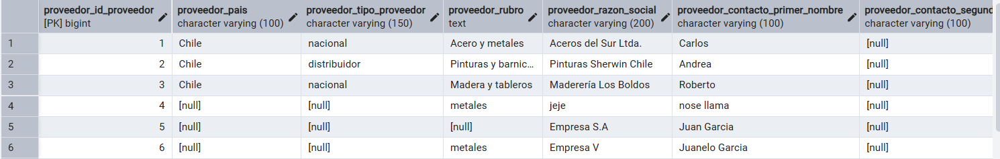 proveedor_id_proveedor proveedor_pais proveedor_tipo_proveedor proveedor_rubro proveedor_razon_social proveedor_contacto_primer_nombre proveedor_contacto_segund
[PK] bigint character varying (100) character varying (150) text character varying (200) character varying (100) character varying (100)
1 1 Chile nacional Acero y metales Aceros del Sur Ltda. Carlos [null]
2 2 Chile distribuidor Pinturas y barnic... Pinturas Sherwin Chile Andrea [null]
3 3 Chile nacional Madera y tableros Maderería Los Boldos Roberto [null]
4 4 [null] [null] metales jeje nose llama [null]
5 5 [null] [null] [null] Empresa S.A Juan Garcia [null]
6 6 [null] [null] metales Empresa V Juanelo Garcia [null]